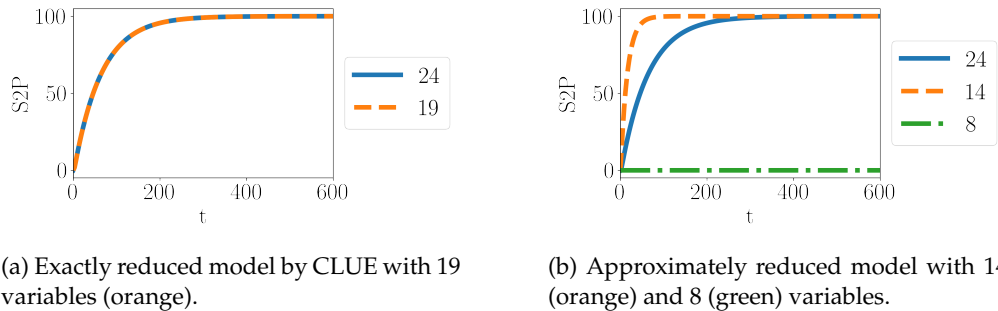 100
50
0
S2P
0 200 400 600
t
24
19
100
50
0
S2P
0 200 400 600
t
24
14
8
(a) Exactly reduced model by CLUE with 19
variables (orange).
(b) Approximately reduced model with 14
(orange) and 8 (green) variables.